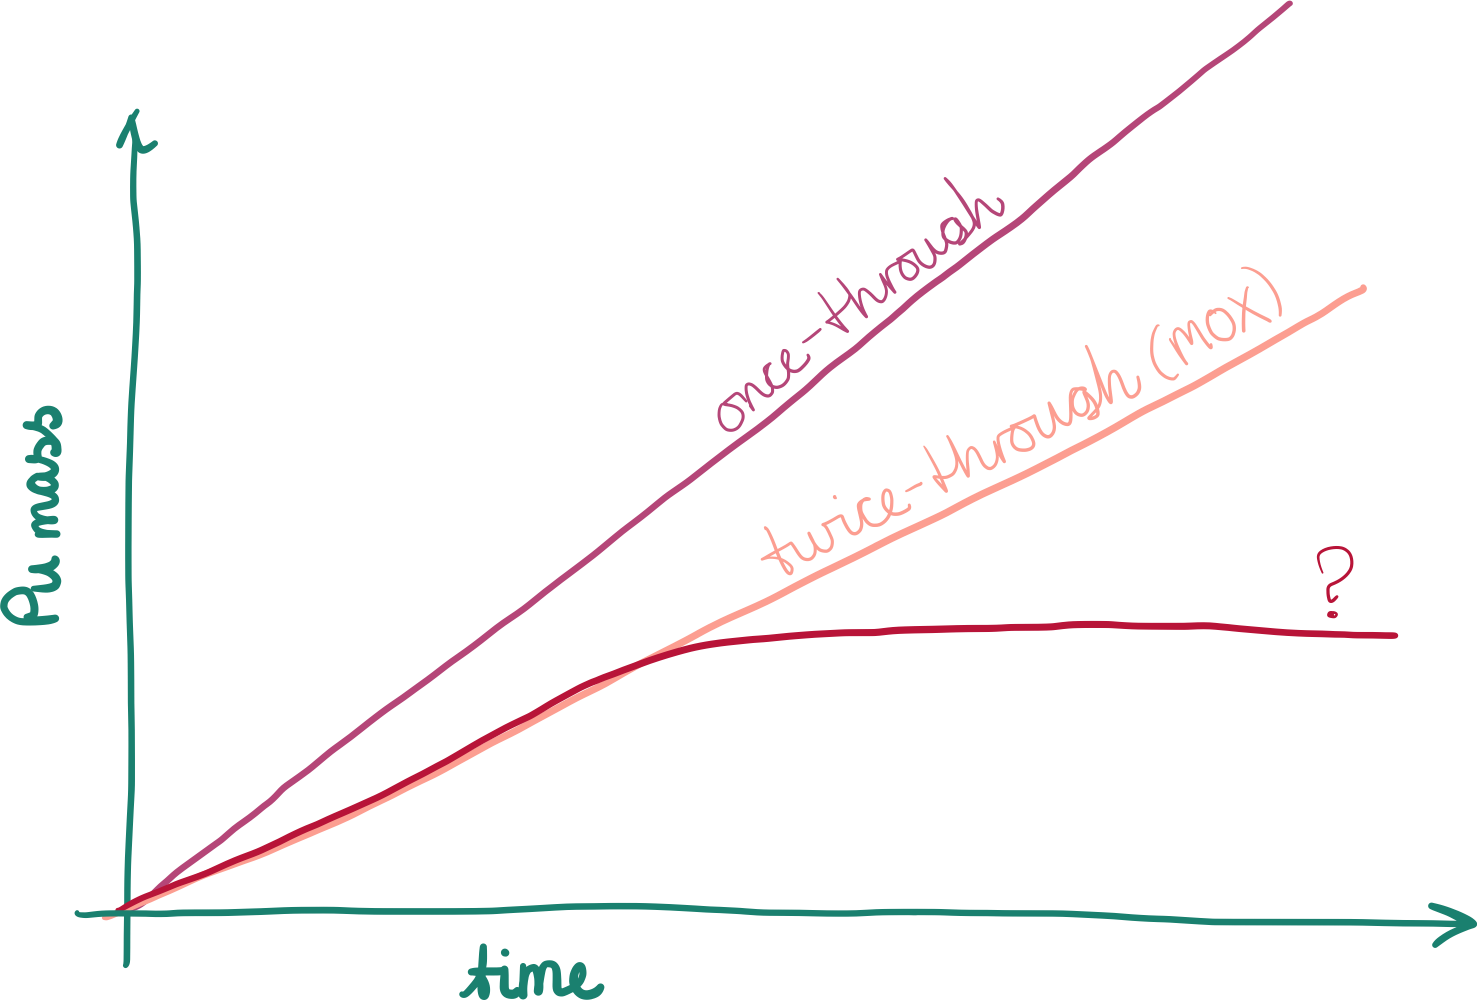 once-through
twice-through (MOX)
?
Pu mass
time